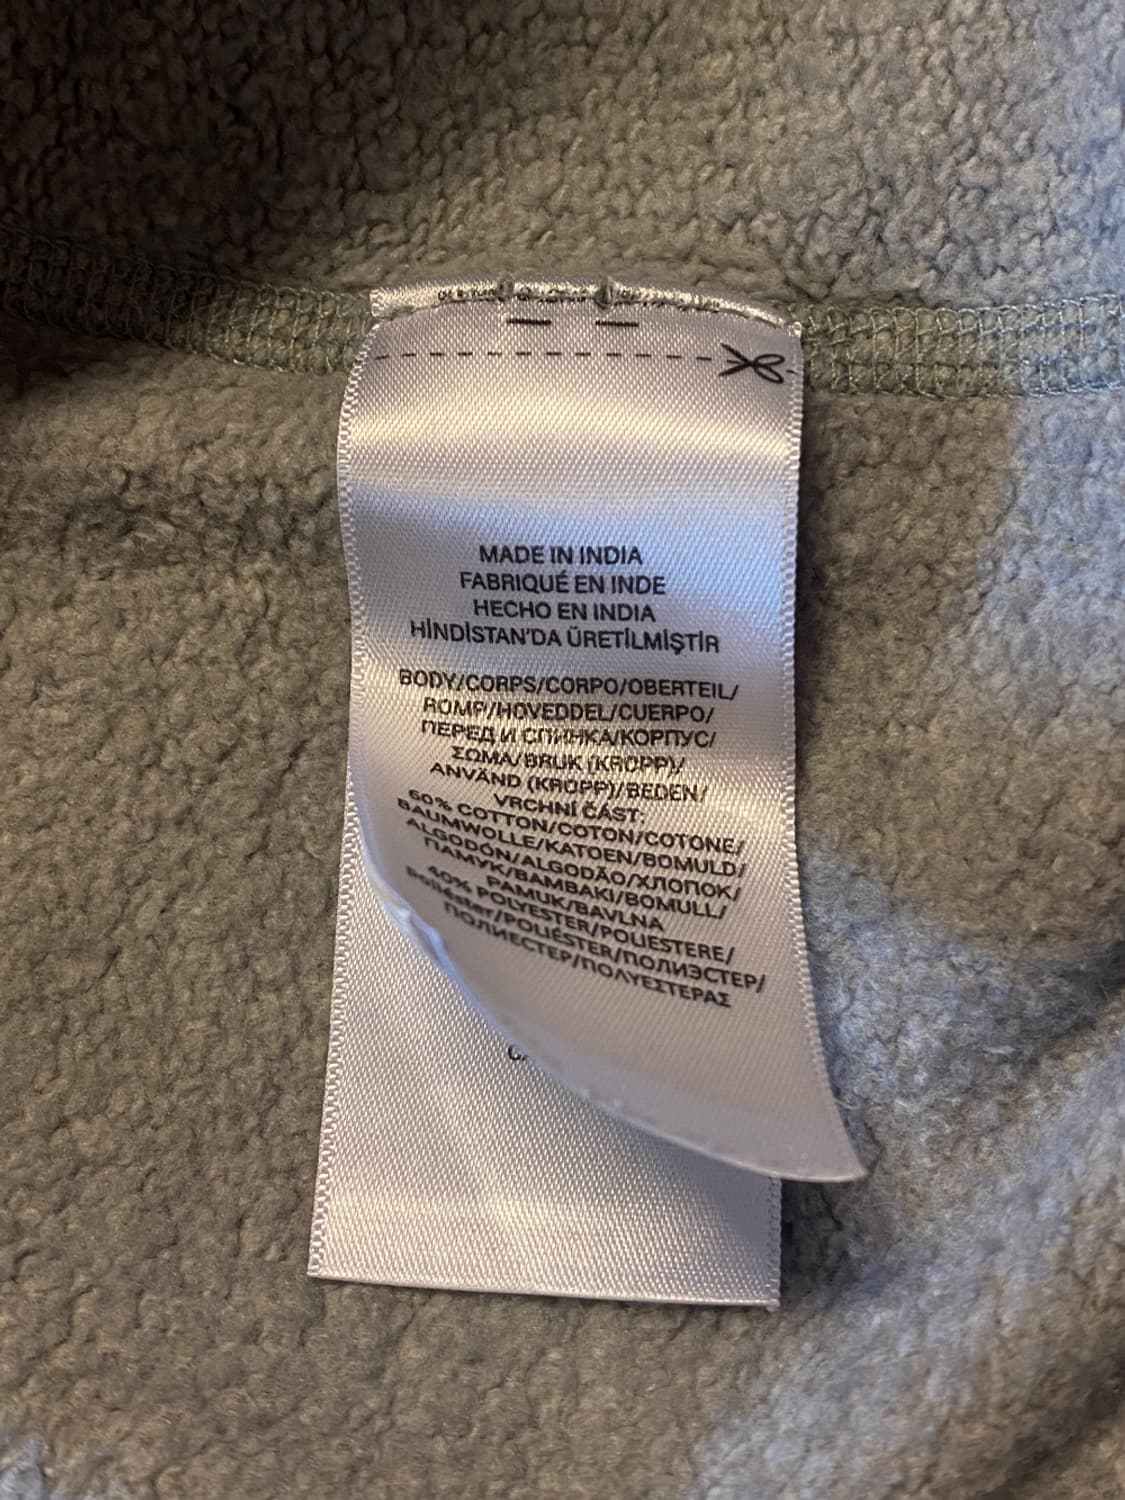 MADE IN INDIA
FABRIQUÉ EN INDE
HECHO EN INDIA
HİNDİSTAN'DA ÜRETİLMİŞTİR
BODY/CORPS/CORPO/OBERTEIL/
ROMP/HOVEDDEL/CUERPO/
ПЕРЕД И СПИНКА/КОРПУС/
ΣΩΜΑ/BRUK (KROPP)/
ANVÄND (KROPP)/BEDEN/
VRCHNÍ ČÁST:
60% COTTON/COTON/COTONE/
BAUMWOLLE/KATOEN/BOMULD/
ALGODÓN/ALGODÃO/ХЛОПОК/
ПАМУК/ΒΑΜΒΑΚΙ/BOMULL/
PAMUK/BAVLNA
40% POLYESTER/POLIESTERE/
Poliéster/POLIÉSTER/ПОЛИЭСТЕР/
ПОЛИЕСТЕР/ΠΟΛΥΕΣΤΕΡΑΣ